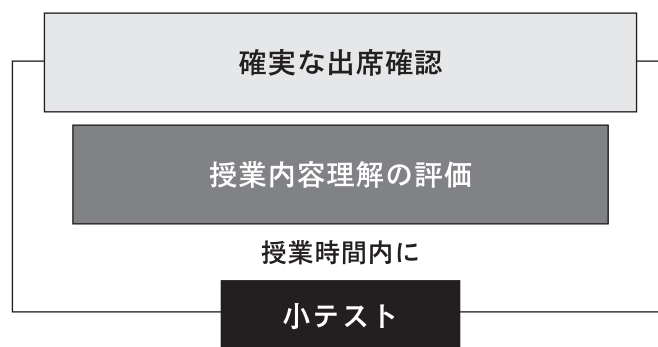 確実な出席確認
授業内容理解の評価
授業時間内に
小テスト